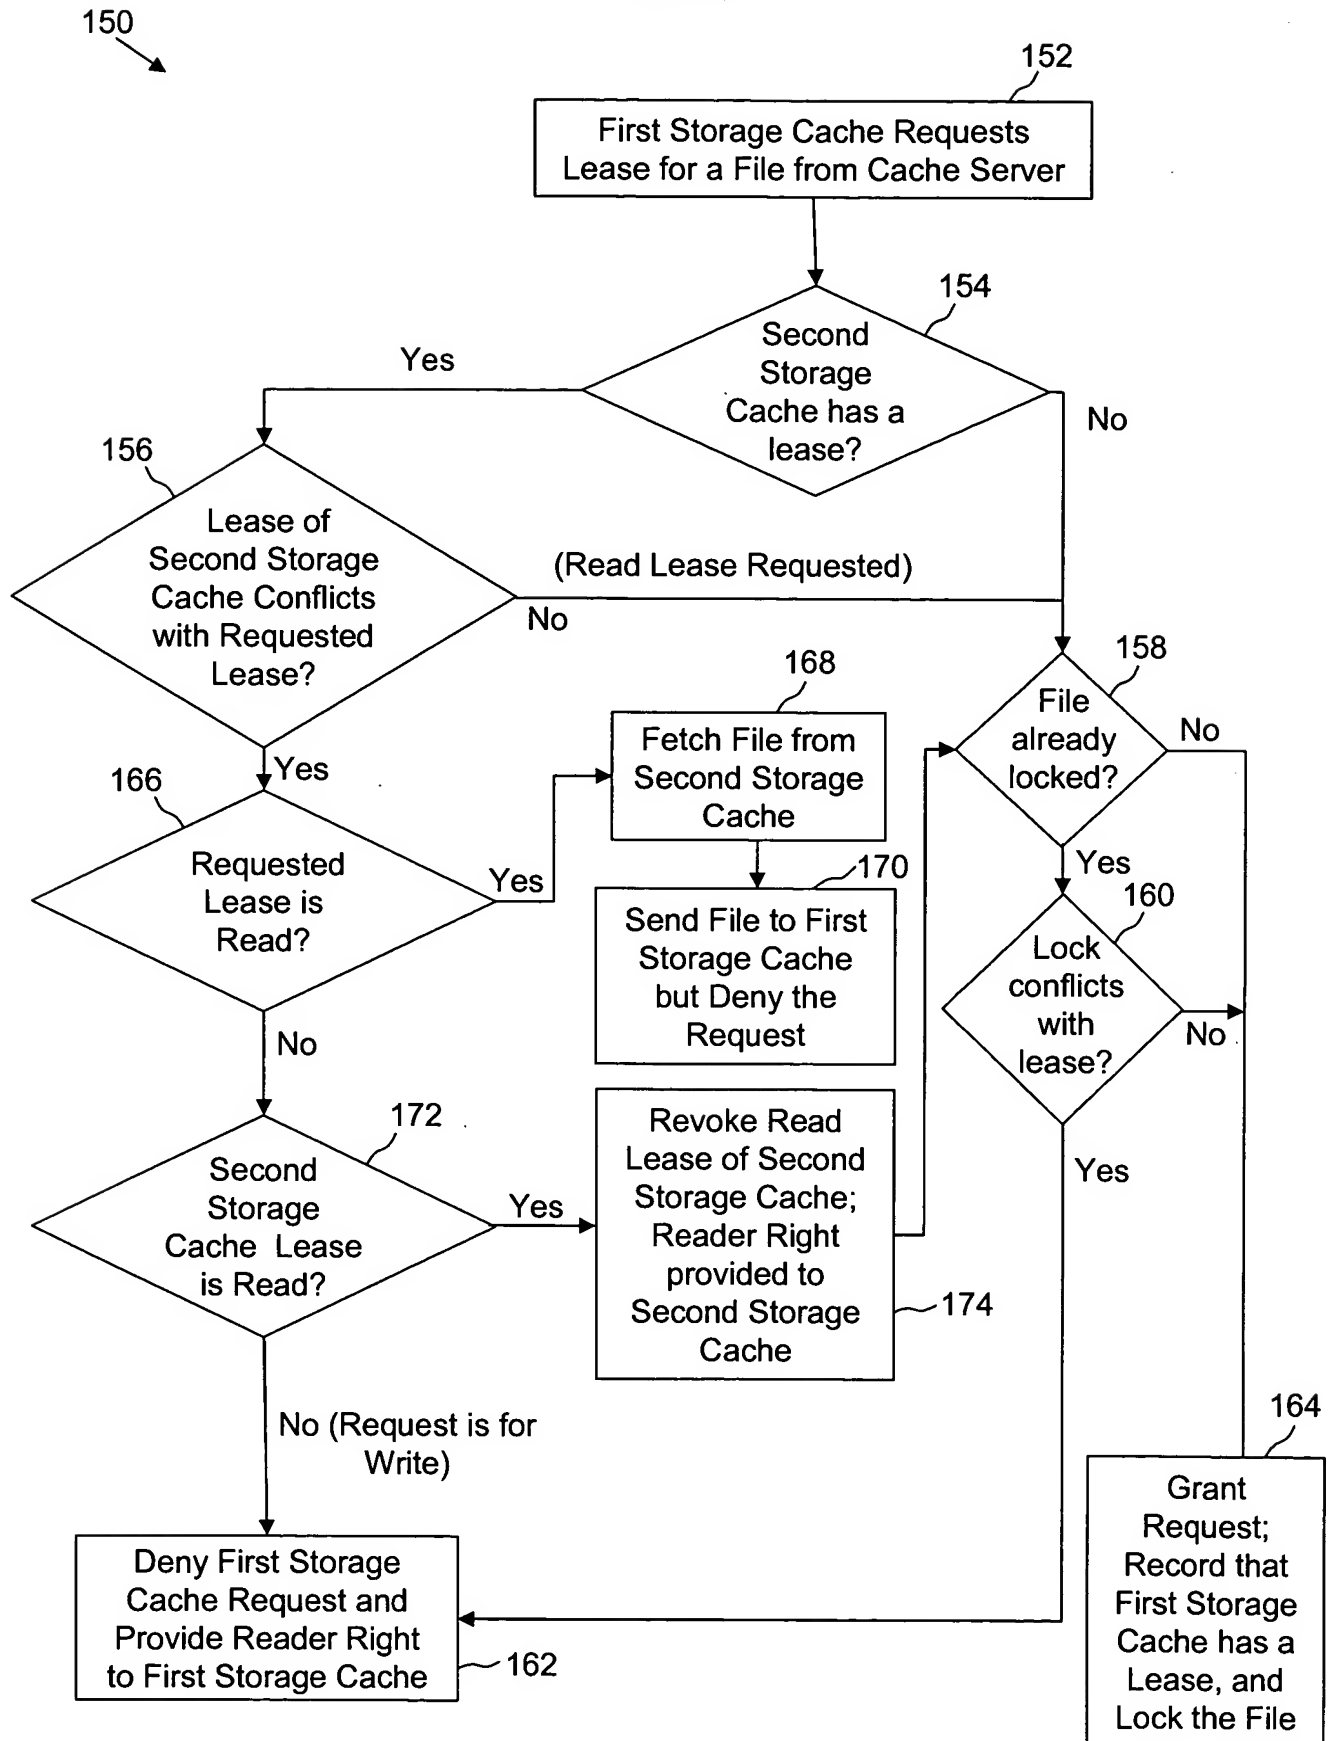 150
152
First Storage Cache Requests
Lease for a File from Cache Server
154
Second
Storage
Cache has a
lease?
Yes
No
156
Lease of
Second Storage
Cache Conflicts
with Requested
Lease?
(Read Lease Requested)
No
158
File
already
locked?
No
Yes
168
Fetch File from
Second Storage
Cache
Yes
166
Requested
Lease is
Read?
Yes
170
Send File to First
Storage Cache
but Deny the
Request
160
Lock
conflicts
with
lease?
No
Yes
No
172
Second
Storage
Cache Lease
is Read?
Yes
Revoke Read
Lease of Second
Storage Cache;
Reader Right
provided to
Second Storage
Cache
174
No (Request is for
Write)
164
Grant
Request;
Record that
First Storage
Cache has a
Lease, and
Lock the File
Deny First Storage
Cache Request and
Provide Reader Right
to First Storage Cache
162